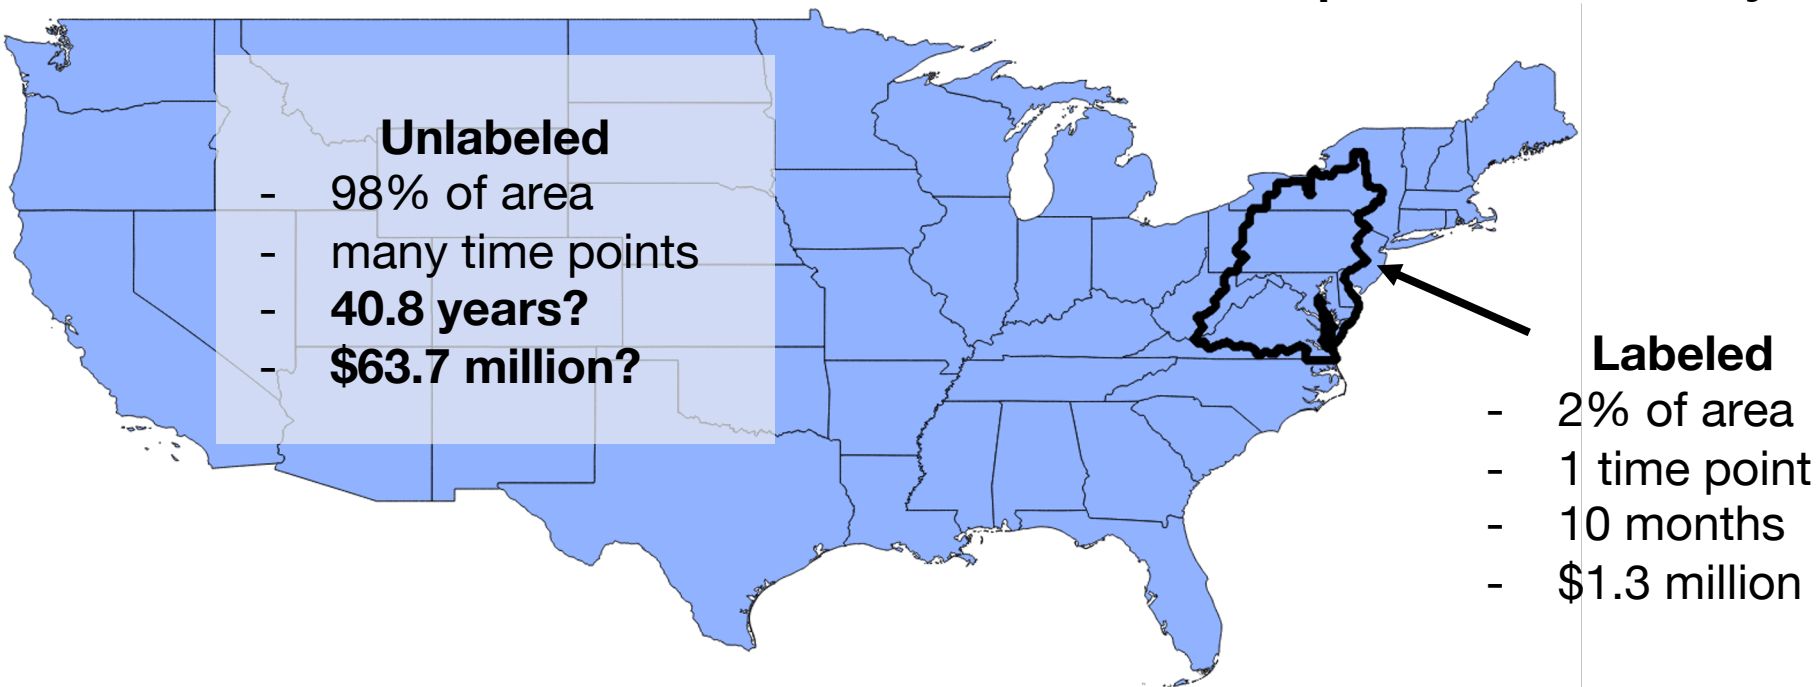 Unlabeled
- 98% of area
- many time points
- 40.8 years?
- $63.7 million?
Labeled
- 2% of area
- 1 time point
- 10 months
- $1.3 million